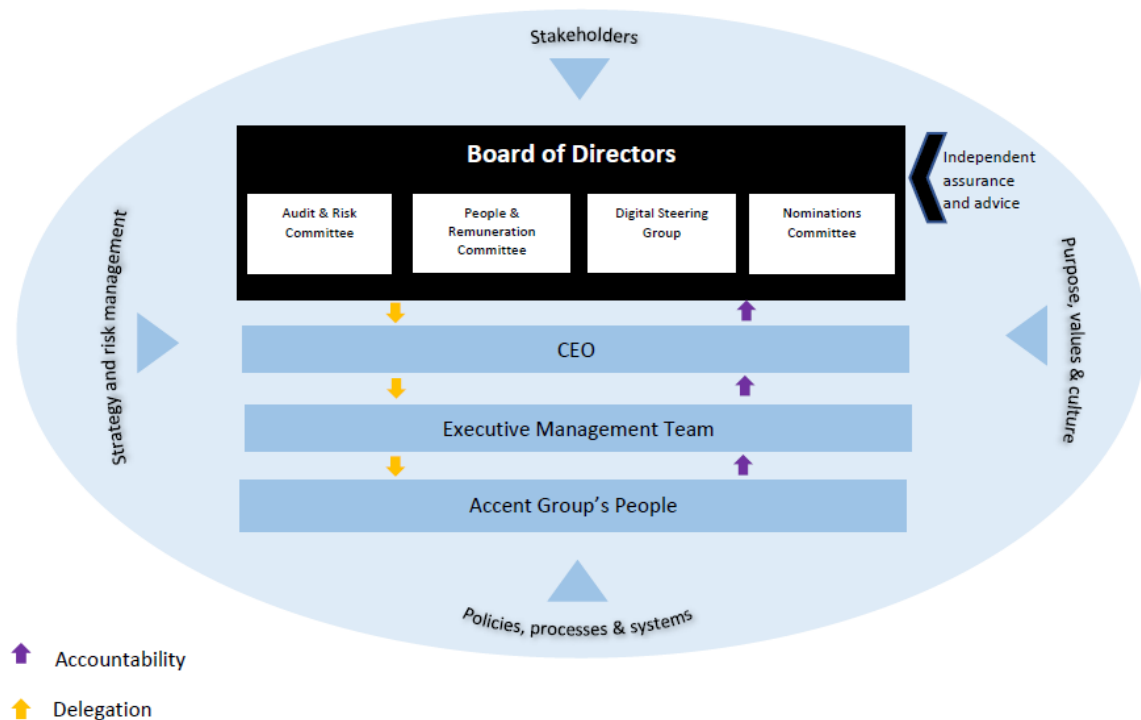 Stakeholders
Board of Directors
Independent
assurance
and advice
Audit & Risk
Committee
People &
Remuneration
Committee
Digital Steering
Group
Nominations
Committee
Strategy and risk management
Purpose, values & culture
CEO
Executive Management Team
Accent Group’s People
Policies, processes & systems
Accountability
Delegation